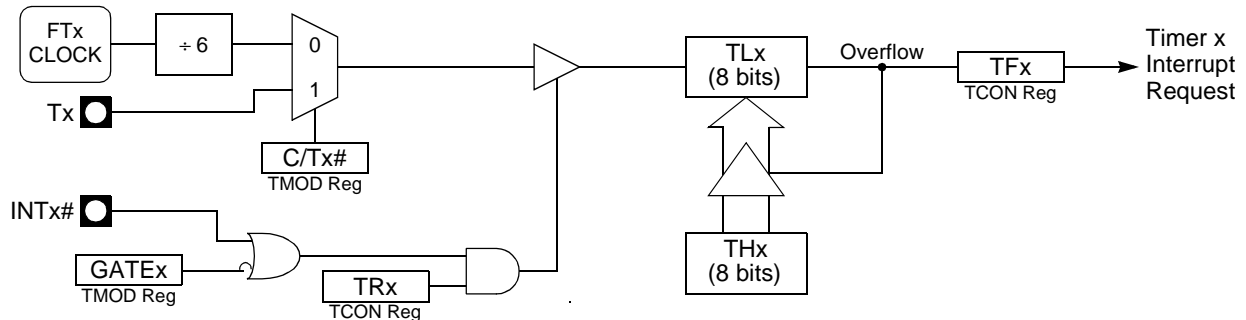 FTx
CLOCK
÷ 6
0
1
Tx
C/Tx#
TMOD Reg
TLx
(8 bits)
Overflow
TFx
TCON Reg
Timer x
Interrupt
Request
INTx#
GATEx
TMOD Reg
TRx
TCON Reg
THx
(8 bits)